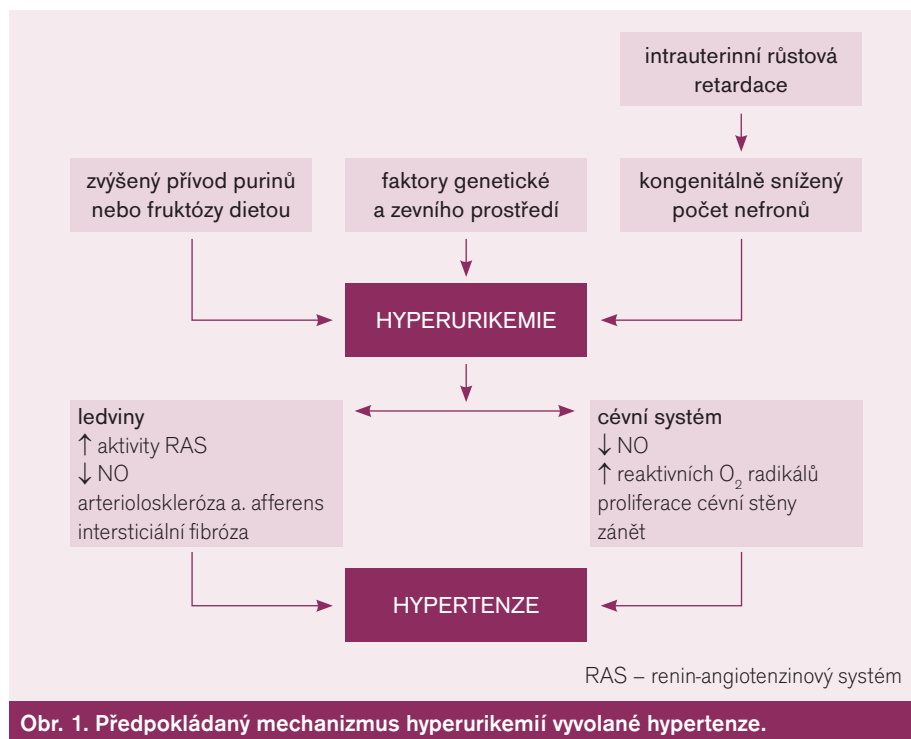 intrauterinní růstová
retardace
zvýšený přívod purinů
nebo fruktózy dietou
faktory genetické
a zevního prostředí
kongenitálně snížený
počet nefronů
HYPERURIKEMIE
ledviny
↑ aktivity RAS
↓ NO
arterioloskleróza a. afferens
intersticiální fibróza
cévní systém
↓ NO
↑ reaktivních O₂ radikálů
proliferace cévní stěny
zánět
HYPERTENZE
RAS – renin-angiotenzinový systém
Obr. 1. Předpokládaný mechanizmus hyperurikemií vyvolané hypertenze.